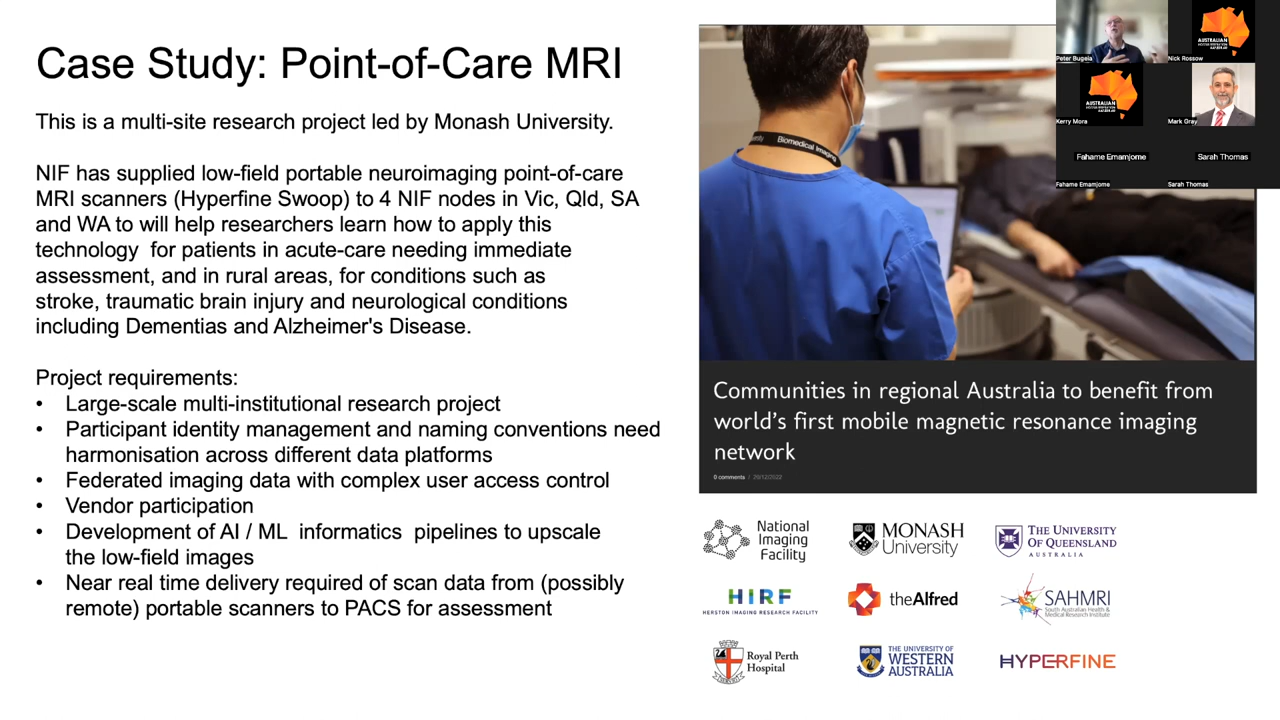 Case Study: Point-of-Care MRI
This is a multi-site research project led by Monash University.
NIF has supplied low-field portable neuroimaging point-of-care
MRI scanners (Hyperfine Swoop) to 4 NIF nodes in Vic, Qld, SA
and WA to will help researchers learn how to apply this
technology for patients in acute-care needing immediate
assessment, and in rural areas, for conditions such as
stroke, traumatic brain injury and neurological conditions
including Dementias and Alzheimer's Disease.
Project requirements:
• Large-scale multi-institutional research project
• Participant identity management and naming conventions need
harmonisation across different data platforms
• Federated imaging data with complex user access control
• Vendor participation
• Development of AI / ML informatics pipelines to upscale
the low-field images
• Near real time delivery required of scan data from (possibly
remote) portable scanners to PACS for assessment
Biomedical Imaging
Communities in regional Australia to benefit from
world's first mobile magnetic resonance imaging
network
0 comments / 29/12/2022
National
Imaging
Facility
MONASH
University
THE UNIVERSITY
OF QUEENSLAND
AUSTRALIA
HIRF
HERSTON IMAGING RESEARCH FACILITY
theAlfred
SAHMRI
South Australian Health &
Medical Research Institute
Royal Perth
Hospital
THE UNIVERSITY OF
WESTERN
AUSTRALIA
HYPERFINE
Peter Bugeia
AUSTRALIAN
Nick Rossow
AUSTRALIAN
Kerry Mora
Mark Gray
Fahame Emamjome
Fahame Emamjome
Sarah Thomas
Sarah Thomas